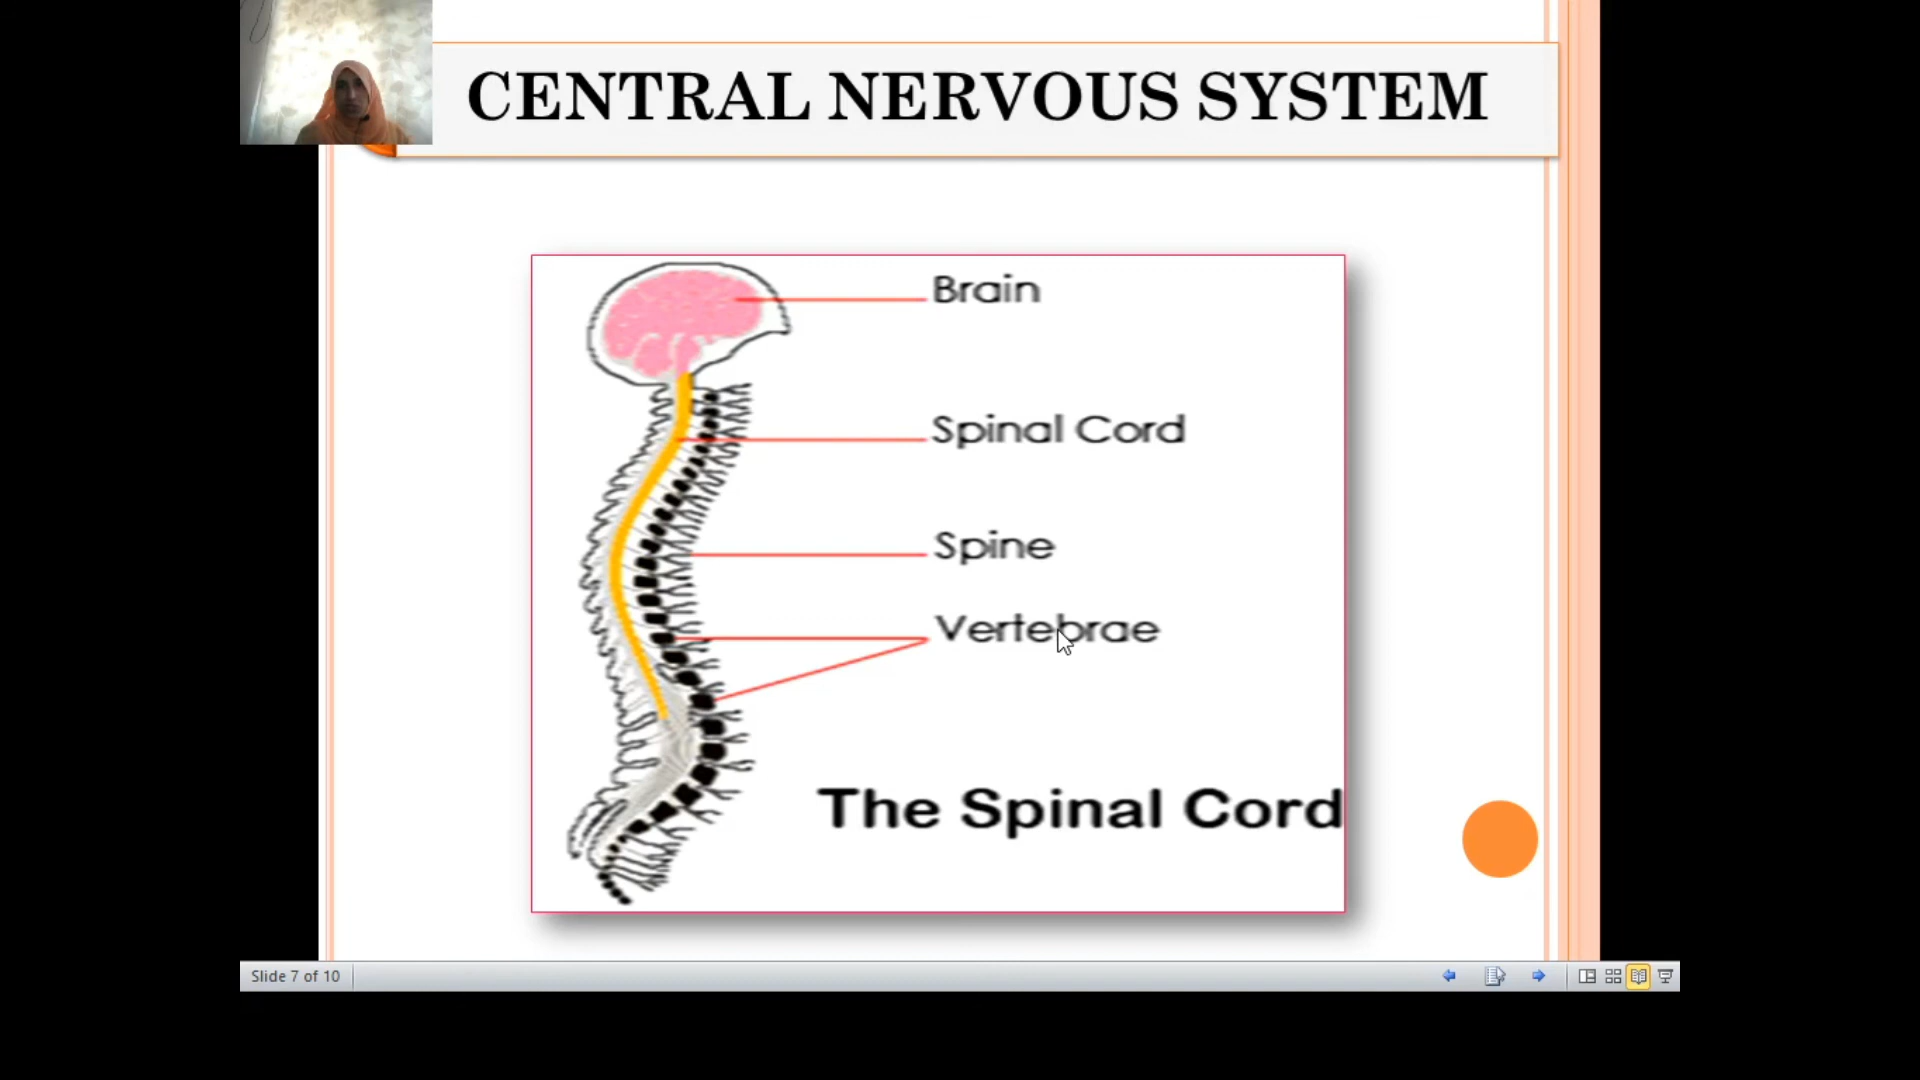 CENTRAL NERVOUS SYSTEM
Brain
Spinal Cord
Spine
Vertebrae
The Spinal Cord
Slide 7 of 10